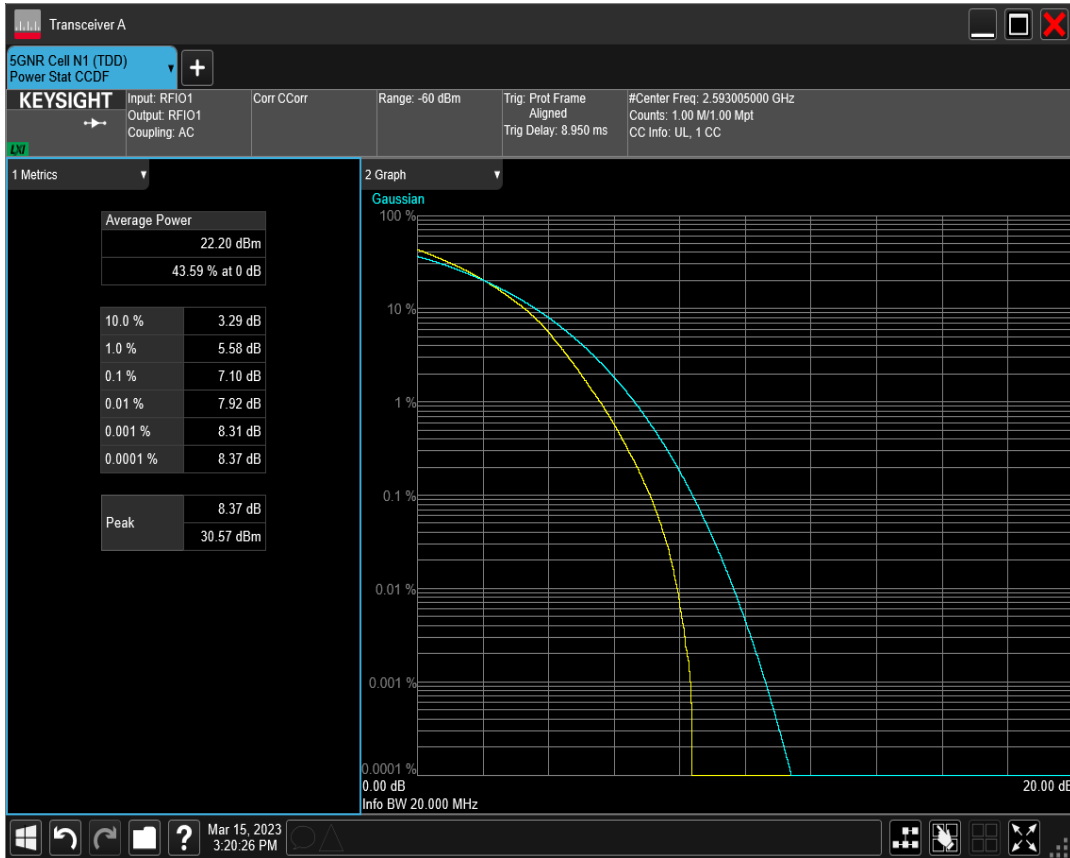 Transceiver A
5GNR Cell N1 (TDD)
Power Stat CCDF
+
KEYSIGHT
LXI
Input: RFIO1
Output: RFIO1
Coupling: AC
Corr CCorr
Range: -60 dBm
Trig: Prot Frame
Aligned
Trig Delay: 8.950 ms
#Center Freq: 2.593005000 GHz
Counts: 1.00 M/1.00 Mpt
CC Info: UL, 1 CC
1 Metrics
Average Power
22.20 dBm
43.59 % at 0 dB
10.0 % 3.29 dB
1.0 % 5.58 dB
0.1 % 7.10 dB
0.01 % 7.92 dB
0.001 % 8.31 dB
0.0001 % 8.37 dB
Peak
8.37 dB
30.57 dBm
2 Graph
Gaussian
100 %
10 %
1 %
0.1 %
0.01 %
0.001 %
0.0001 %
0.00 dB 20.00 dB
Info BW 20.000 MHz
?
Mar 15, 2023
3:20:26 PM